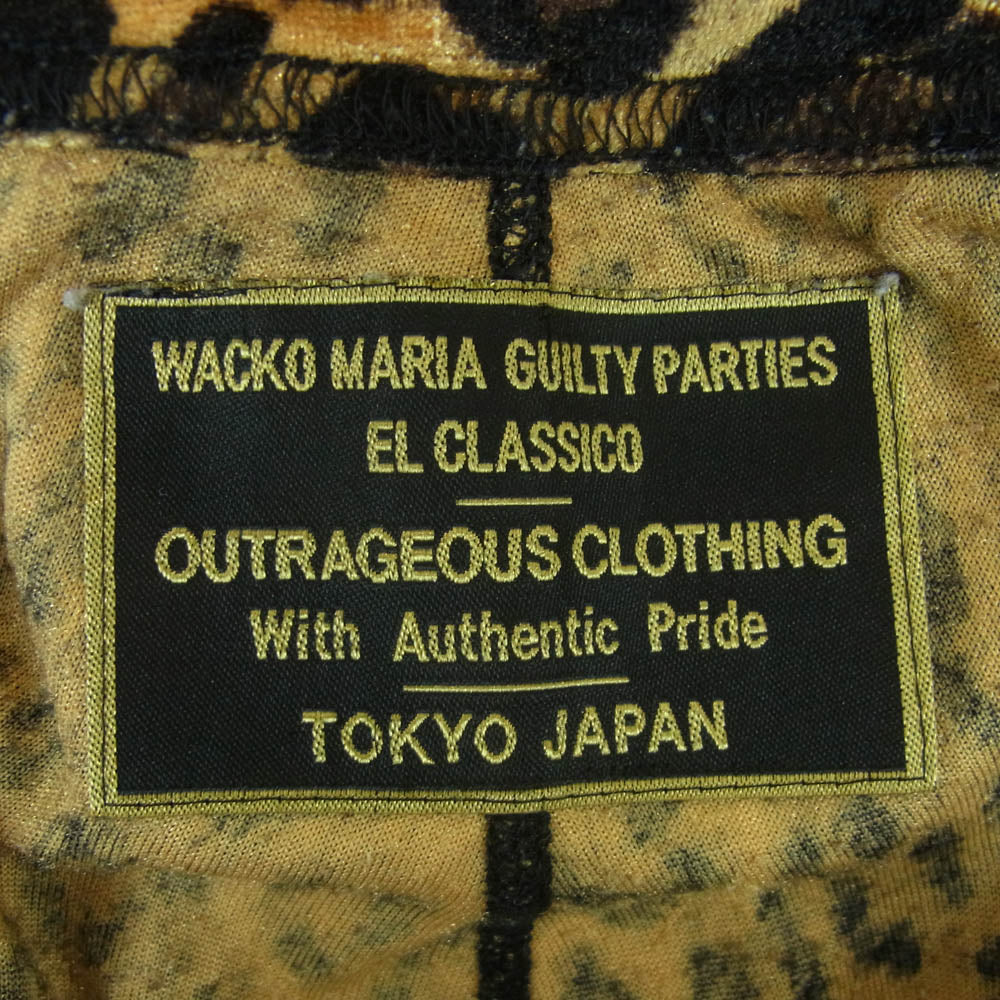 WACKO MARIA GUILTY PARTIES
EL CLASSICO
OUTRAGEOUS CLOTHING
With Authentic Pride
TOKYO JAPAN